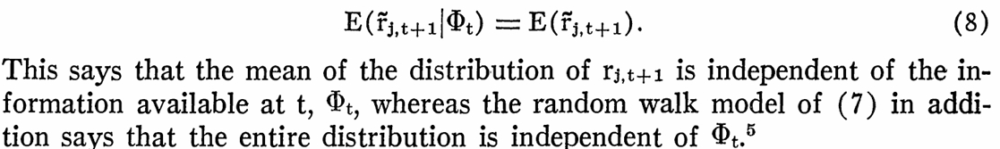 E(r̃j,t+1|Φt) = E(r̃j,t+1). (8)
This says that the mean of the distribution of rj,t+1 is independent of the in-
formation available at t, Φt, whereas the random walk model of (7) in addi-
tion says that the entire distribution is independent of Φt.5